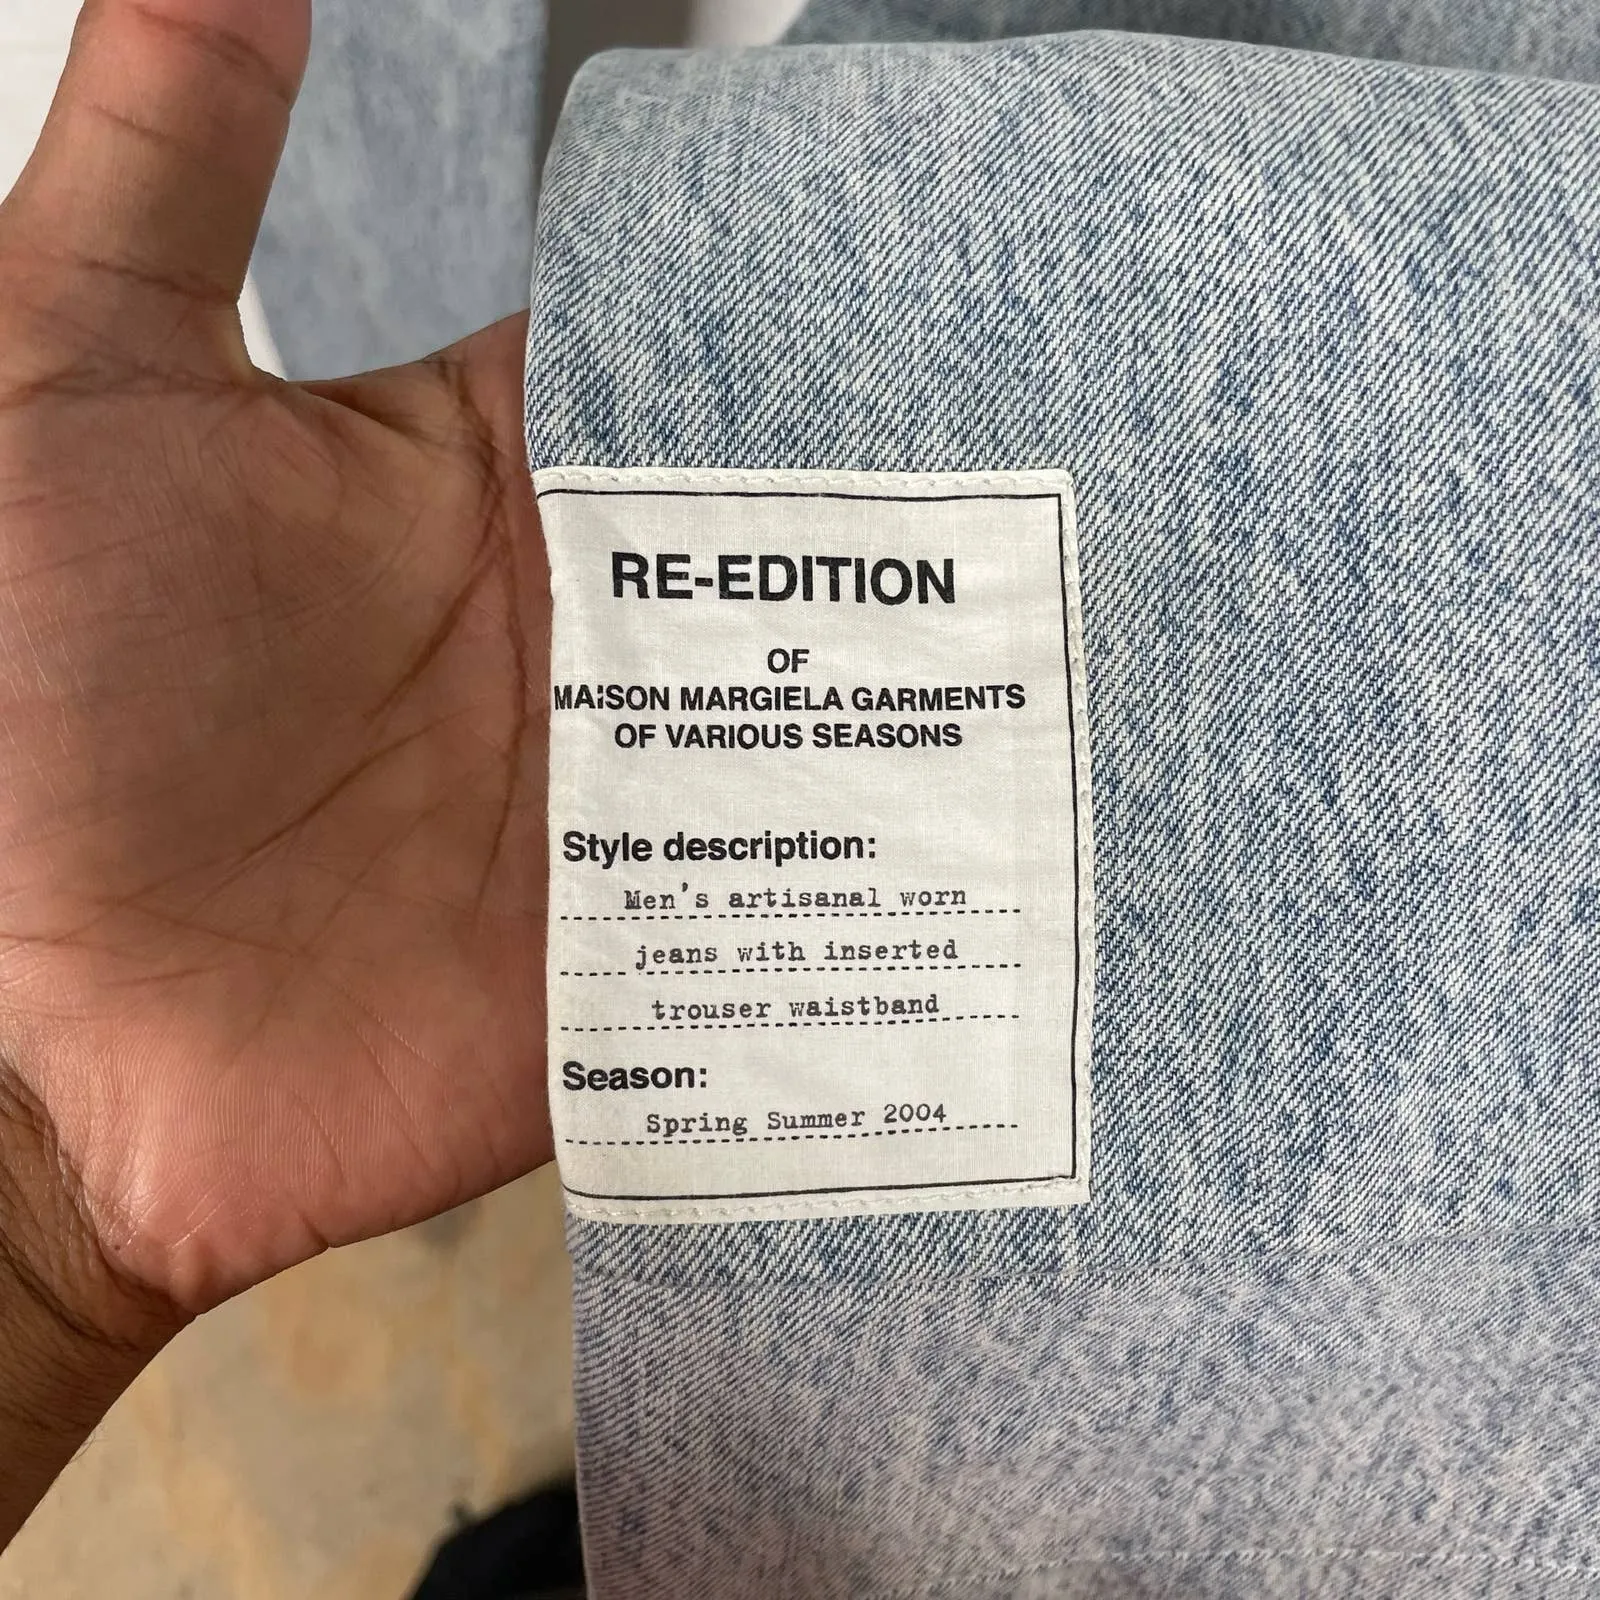 RE-EDITION
OF
MAISON MARGIELA GARMENTS
OF VARIOUS SEASONS
Style description:
Men's artisanal worn
jeans with inserted
trouser waistband
Season:
Spring Summer 2004